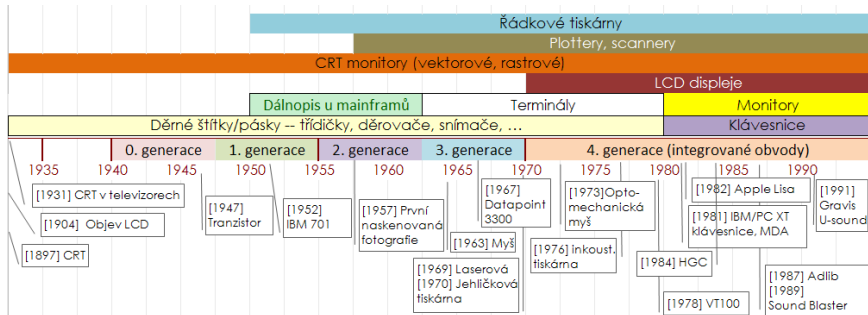 Řádkové tiskárny
Plottery, scannery
CRT monitory (vektorové, rastrové)
LCD displeje
Dálnopis u mainframů
Terminály
Monitory
Děrné štítky/pásky -- třídičky, děrovače, snímače, …
Klávesnice
0. generace
1. generace
2. generace
3. generace
4. generace (integrované obvody)
1935
1940
1945
1950
1955
1960
1965
1970
1975
1980
1985
1990
[1931] CRT v televizorech
[1904] Objev LCD
[1897] CRT
[1947]
Tranzistor
[1952]
IBM 701
[1957] První
naskenovaná
fotografie
[1963] Myš
[1967]
Datapoint
3300
[1969] Laserová
[1970] Jehličková
tiskárna
[1973]Opto-
mechanická
myš
[1976] inkoust.
tiskárna
[1982] Apple Lisa
[1981] IBM/PC XT
klávesnice, MDA
[1984] HGC
[1978] VT100
[1991]
Gravis
U-sound
[1987] Adlib
[1989]
Sound Blaster